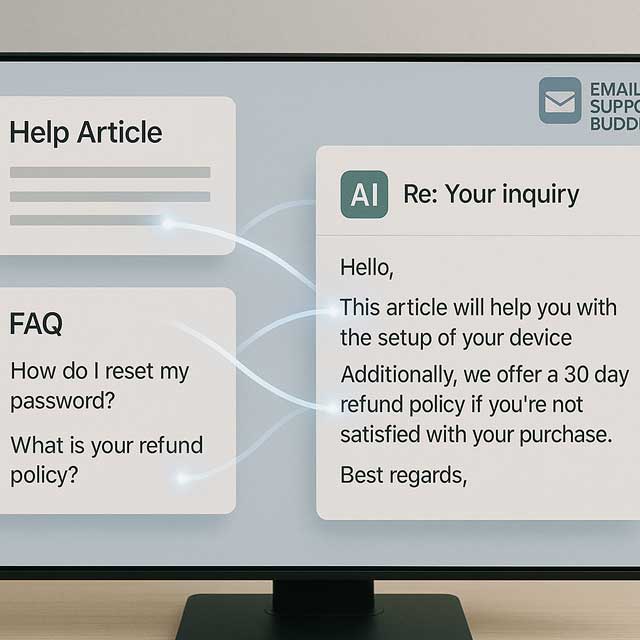 EMAIL
SUPPO
BUDD
Help Article
AI Re: Your inquiry
Hello,
This article will help you with
the setup of your device
Additionally, we offer a 30 day
refund policy if you're not
satisfied with your purchase.
Best regards,
FAQ
How do I reset my
password?
What is your refund
policy?